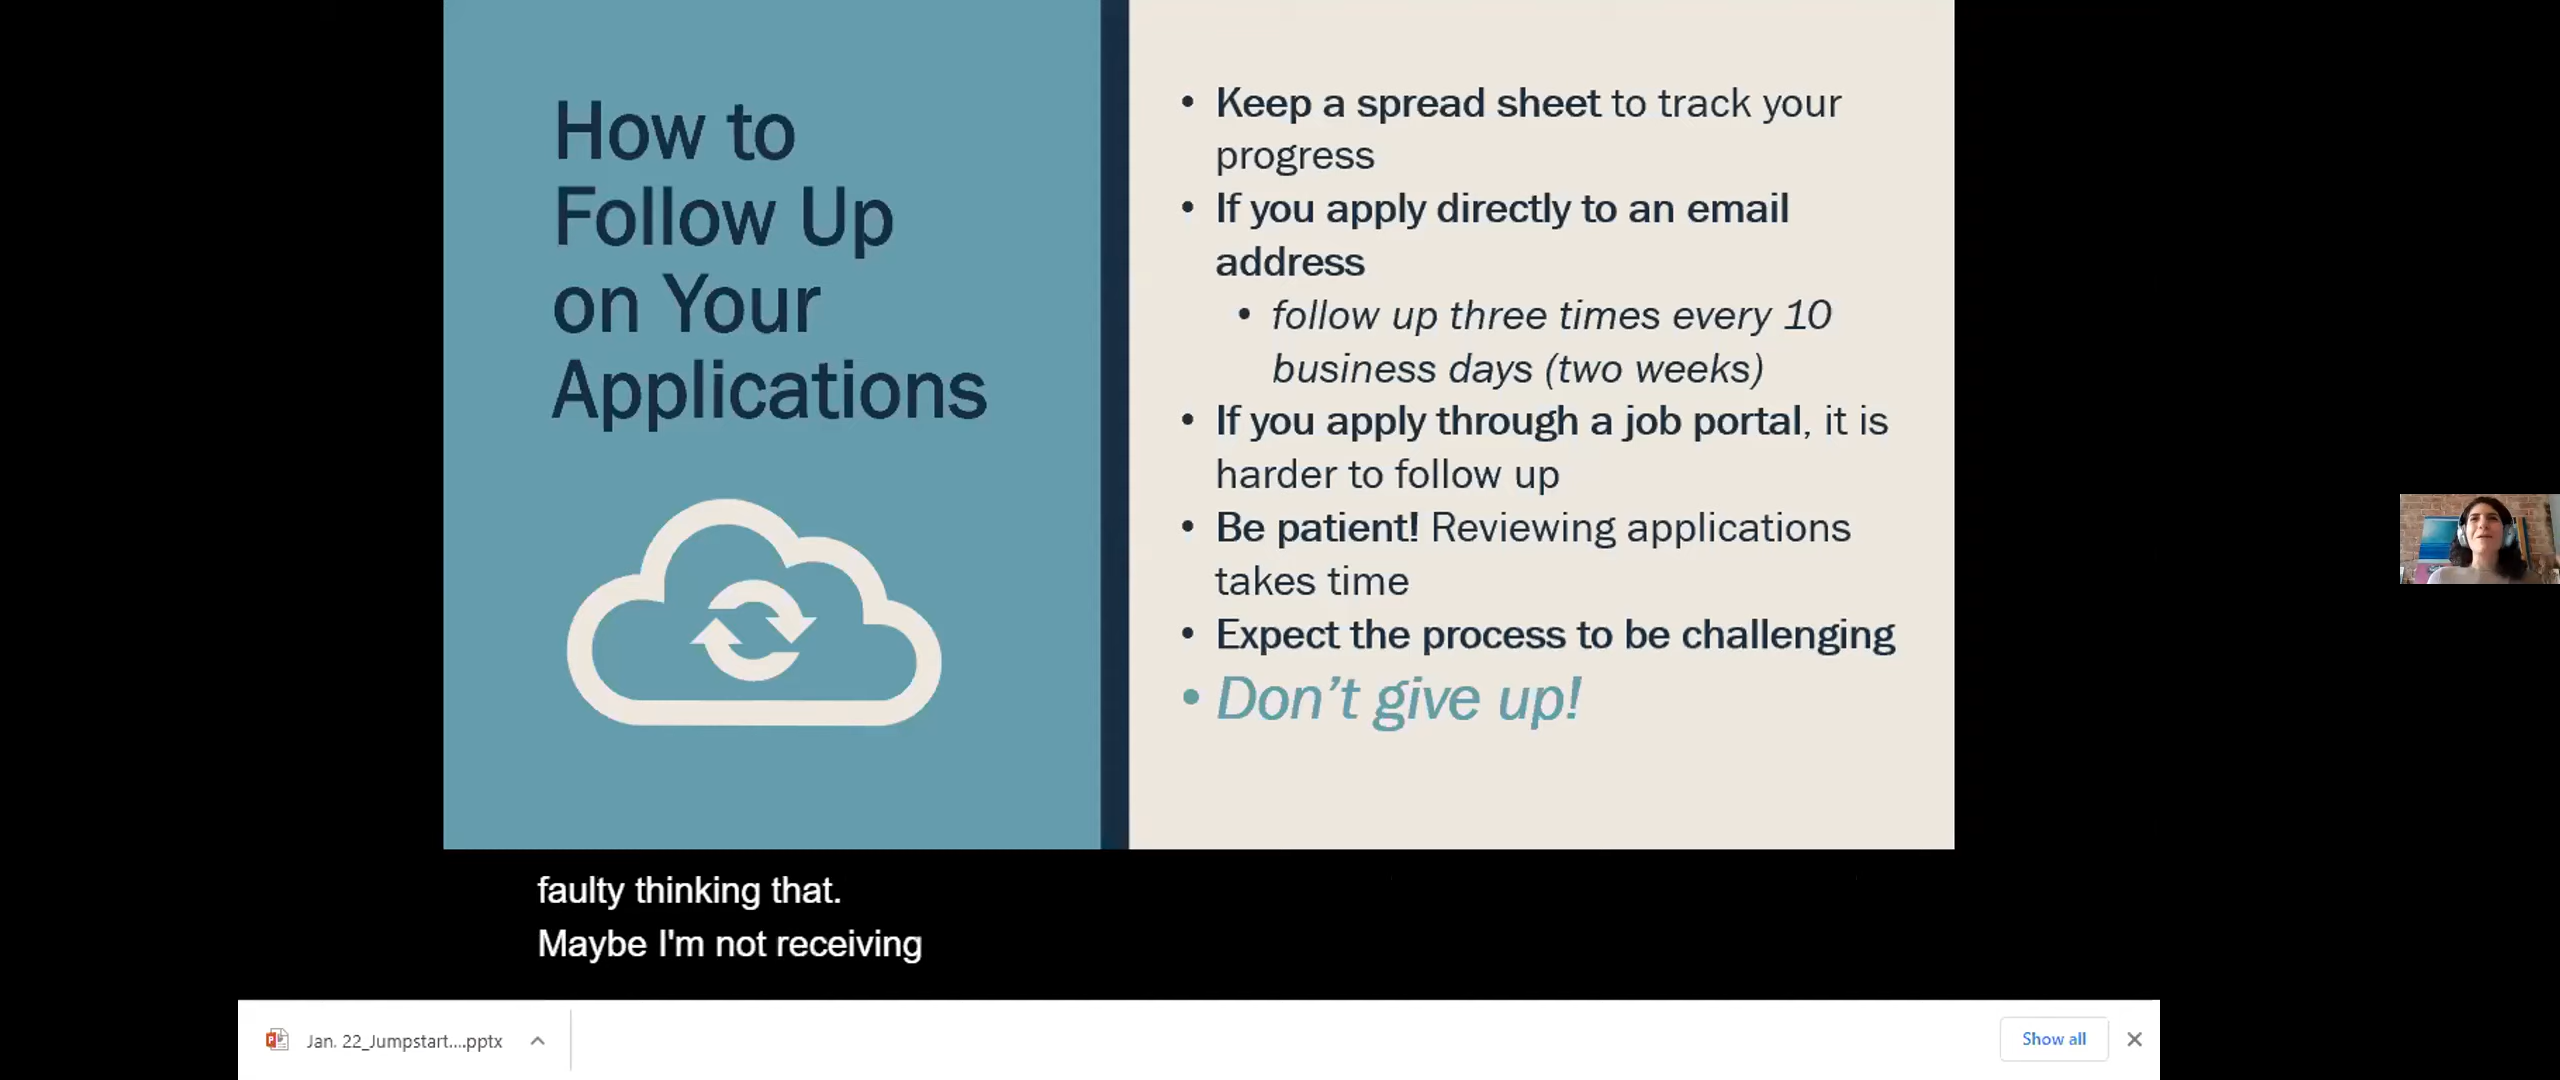 How to
Follow Up
on Your
Applications
• Keep a spread sheet to track your
progress
• If you apply directly to an email
address
• follow up three times every 10
business days (two weeks)
• If you apply through a job portal, it is
harder to follow up
• Be patient! Reviewing applications
takes time
• Expect the process to be challenging
• Don't give up!
faulty thinking that.
Maybe I'm not receiving
Jan. 22_Jumpstart....pptx
Show all